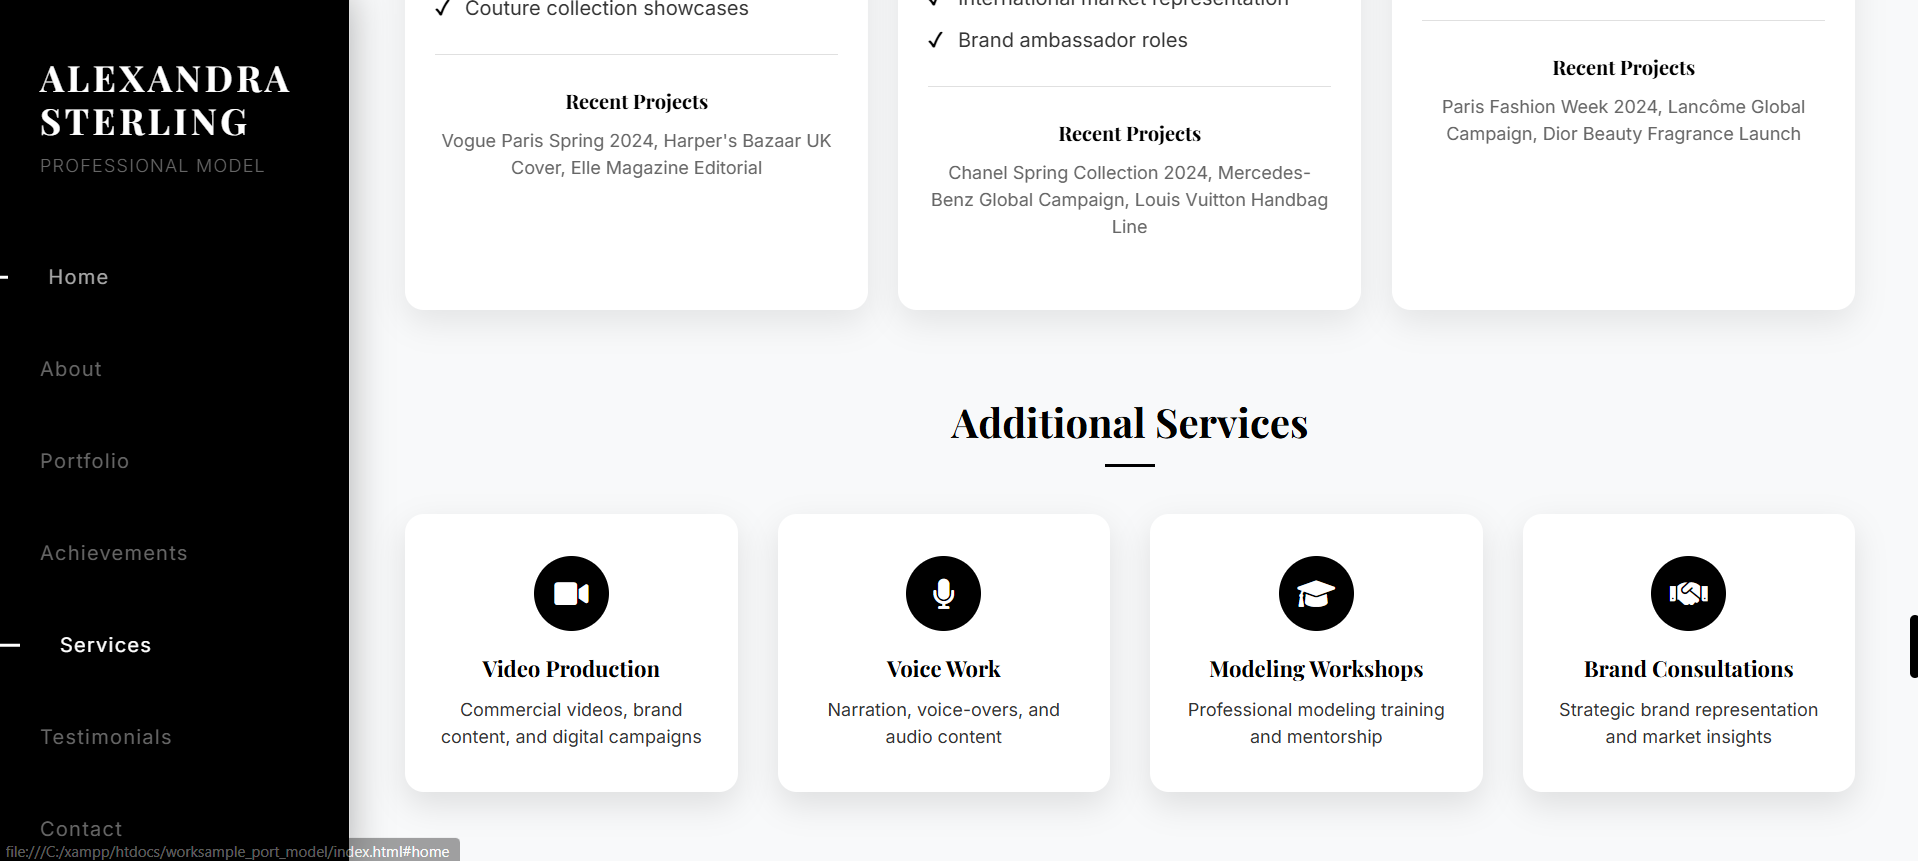 ALEXANDRA
STERLING
PROFESSIONAL MODEL
Home
About
Portfolio
Achievements
Services
Testimonials
Contact
file:///C:/xampp/htdocs/worksample_port_model/index.html#home
Couture collection showcases
Recent Projects
Vogue Paris Spring 2024, Harper's Bazaar UK
Cover, Elle Magazine Editorial
International market representation
Brand ambassador roles
Recent Projects
Chanel Spring Collection 2024, Mercedes-
Benz Global Campaign, Louis Vuitton Handbag
Line
Recent Projects
Paris Fashion Week 2024, Lancôme Global
Campaign, Dior Beauty Fragrance Launch
Additional Services
Video Production
Commercial videos, brand
content, and digital campaigns
Voice Work
Narration, voice-overs, and
audio content
Modeling Workshops
Professional modeling training
and mentorship
Brand Consultations
Strategic brand representation
and market insights